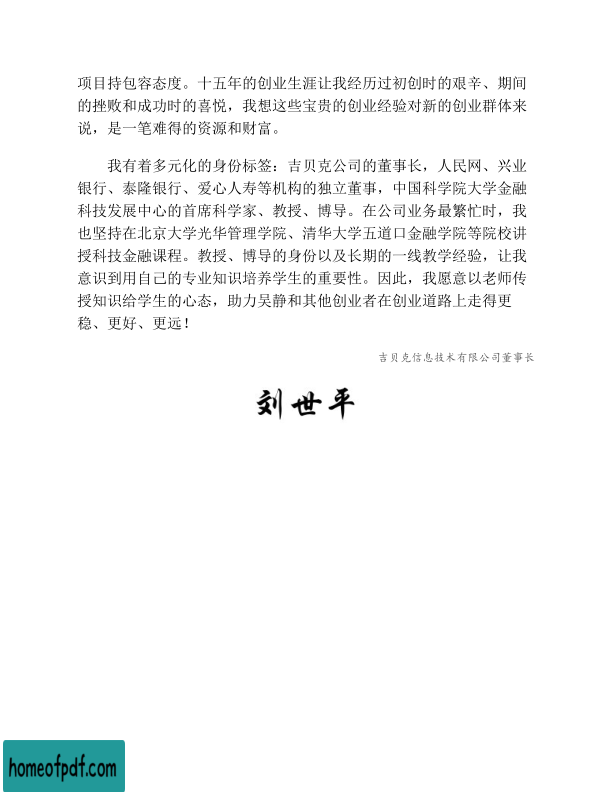 项目持包容态度。十五年的创业生涯让我经历过初创时的艰辛、期间
的挫败和成功时的喜悦，我想这些宝贵的创业经验对新的创业群体来
说，是一笔难得的资源和财富。
我有着多元化的身份标签：吉贝克公司的董事长，人民网、兴业
银行、泰隆银行、爱心人寿等机构的独立董事，中国科学院大学金融
科技发展中心的首席科学家、教授、博导。在公司业务最繁忙时，我
也坚持在北京大学光华管理学院、清华大学五道口金融学院等院校讲
授科技金融课程。教授、博导的身份以及长期的一线教学经验，让我
意识到用自己的专业知识培养学生的重要性。因此，我愿意以老师传
授知识给学生的心态，助力吴静和其他创业者在创业道路上走得更
稳、更好、更远！
吉贝克信息技术有限公司董事长
刘世平
homeofpdf.com